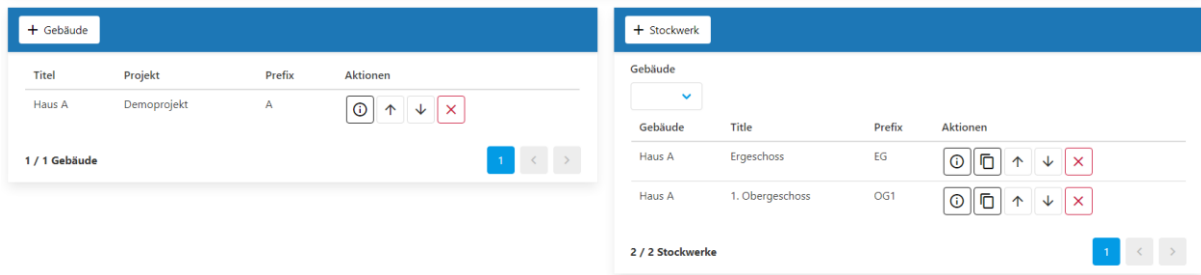 + Gebäude
Titel Projekt Prefix Aktionen
Haus A Demoprojekt A
1 / 1 Gebäude 1 < >
+ Stockwerk
Gebäude
Gebäude Title Prefix Aktionen
Haus A Ergeschoss EG
Haus A 1. Obergeschoss OG1
2 / 2 Stockwerke 1 < >